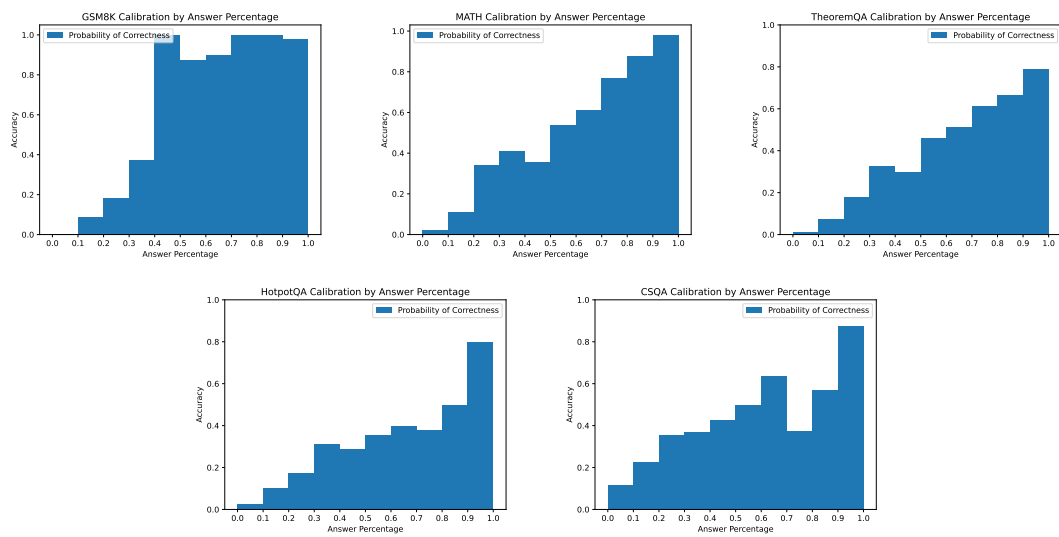 GSM8K Calibration by Answer Percentage
Probability of Correctness
1.0
0.8
0.6
0.4
0.2
0.0
Accuracy
0.0 0.1 0.2 0.3 0.4 0.5 0.6 0.7 0.8 0.9 1.0
Answer Percentage
MATH Calibration by Answer Percentage
Probability of Correctness
1.0
0.8
0.6
0.4
0.2
0.0
Accuracy
0.0 0.1 0.2 0.3 0.4 0.5 0.6 0.7 0.8 0.9 1.0
Answer Percentage
TheoremQA Calibration by Answer Percentage
Probability of Correctness
1.0
0.8
0.6
0.4
0.2
0.0
Accuracy
0.0 0.1 0.2 0.3 0.4 0.5 0.6 0.7 0.8 0.9 1.0
Answer Percentage
HotpotQA Calibration by Answer Percentage
Probability of Correctness
1.0
0.8
0.6
0.4
0.2
0.0
Accuracy
0.0 0.1 0.2 0.3 0.4 0.5 0.6 0.7 0.8 0.9 1.0
Answer Percentage
CSQA Calibration by Answer Percentage
Probability of Correctness
1.0
0.8
0.6
0.4
0.2
0.0
Accuracy
0.0 0.1 0.2 0.3 0.4 0.5 0.6 0.7 0.8 0.9 1.0
Answer Percentage